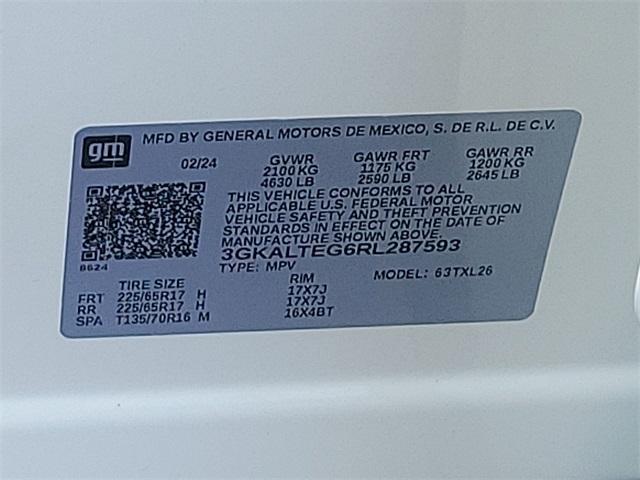 gm
MFD BY GENERAL MOTORS DE MEXICO, S. DE R.L. DE C.V.
02/24 GVWR GAWR FRT GAWR RR
2100 KG 1175 KG 1200 KG
4630 LB 2590 LB 2645 LB
THIS VEHICLE CONFORMS TO ALL
APPLICABLE U.S. FEDERAL MOTOR
VEHICLE SAFETY AND THEFT PREVENTION
STANDARDS IN EFFECT ON THE DATE OF
MANUFACTURE SHOWN ABOVE.
3GKALTEG6RL287593
8624
TYPE: MPV MODEL: 63TXL26
TIRE SIZE RIM
FRT 225/65R17 H 17X7J
RR 225/65R17 H 17X7J
SPA T135/70R16 M 16X4BT